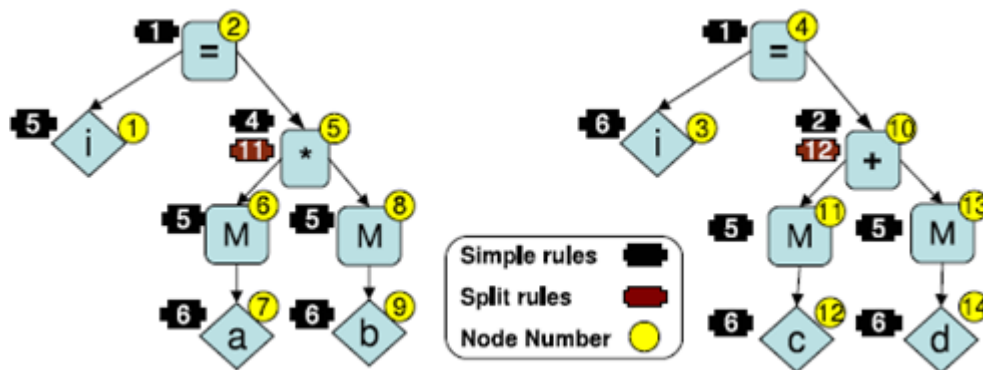 1 = 2
5 i 1
4 5
11 *
5 M 6
5 M 8
6 a 7
6 b 9
1 = 4
6 i 3
2 10
12 +
5 M 11
5 M 13
6 c 12
6 d 14
Simple rules
Split rules
Node Number